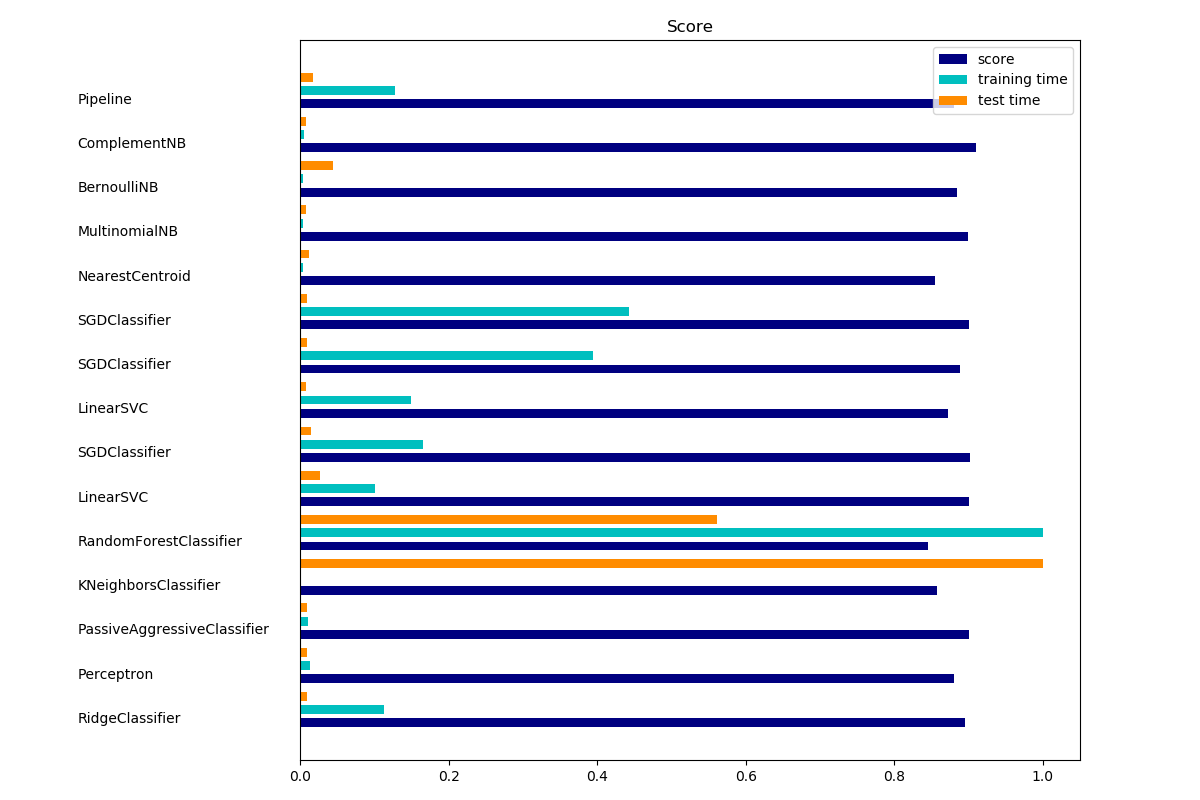 Score
score
training time
test time
Pipeline
ComplementNB
BernoulliNB
MultinomialNB
NearestCentroid
SGDClassifier
SGDClassifier
LinearSVC
SGDClassifier
LinearSVC
RandomForestClassifier
KNeighborsClassifier
PassiveAggressiveClassifier
Perceptron
RidgeClassifier
0.0 0.2 0.4 0.6 0.8 1.0